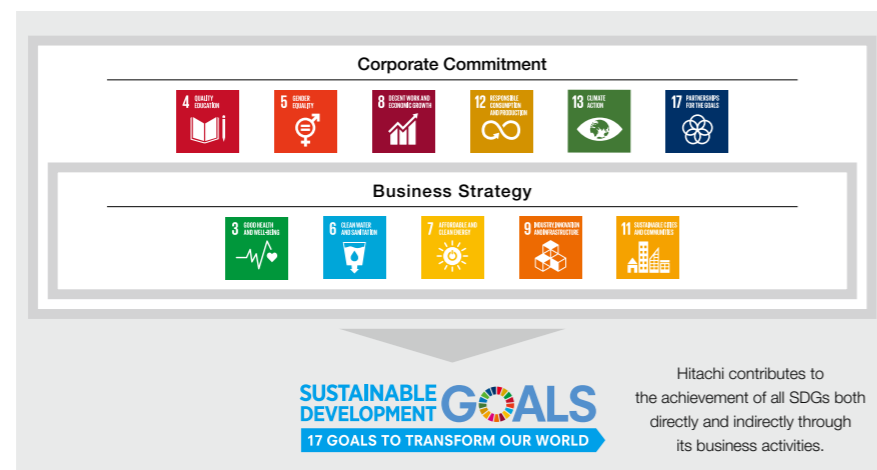 Corporate Commitment
4 QUALITY
EDUCATION
5 GENDER
EQUALITY
8 DECENT WORK AND
ECONOMIC GROWTH
12 RESPONSIBLE
CONSUMPTION
AND PRODUCTION
13 CLIMATE
ACTION
17 PARTNERSHIPS
FOR THE GOALS
Business Strategy
3 GOOD HEALTH
AND WELL-BEING
6 CLEAN WATER
AND SANITATION
7 AFFORDABLE AND
CLEAN ENERGY
9 INDUSTRY, INNOVATION
AND INFRASTRUCTURE
11 SUSTAINABLE CITIES
AND COMMUNITIES
SUSTAINABLE
DEVELOPMENT
GOALS
17 GOALS TO TRANSFORM OUR WORLD
Hitachi contributes to
the achievement of all SDGs both
directly and indirectly through
its business activities.